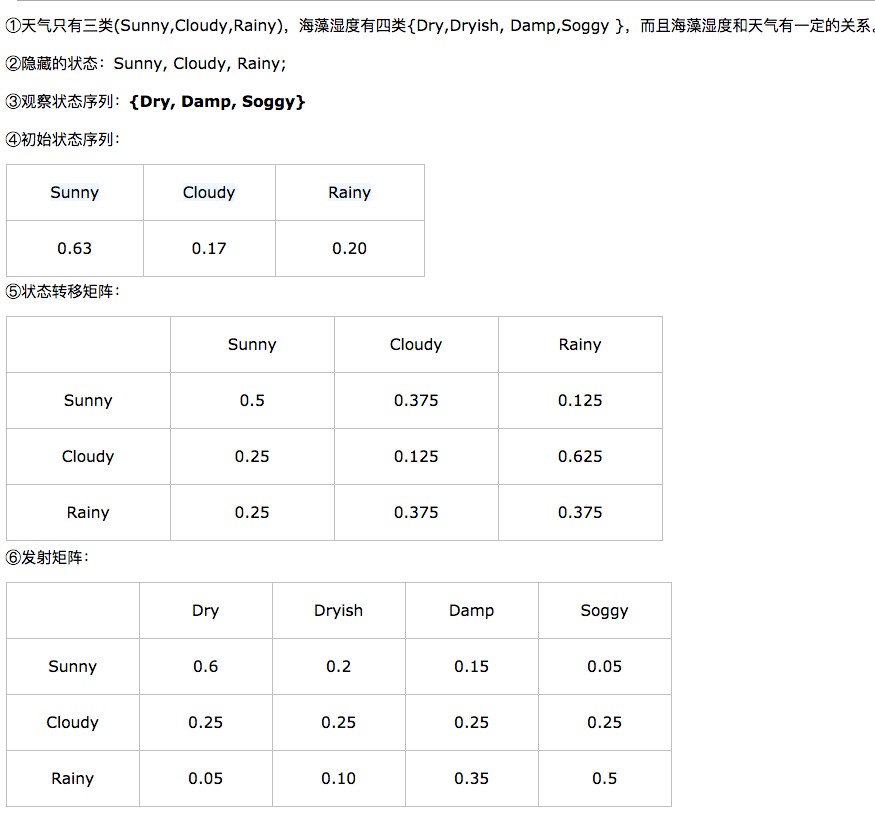 ①天气只有三类(Sunny,Cloudy,Rainy)，海藻湿度有四类{Dry,Dryish, Damp,Soggy }，而且海藻湿度和天气有一定的关系。
②隐藏的状态：Sunny, Cloudy, Rainy;
③观察状态序列：{Dry, Damp, Soggy}
④初始状态序列：
Sunny Cloudy Rainy
0.63 0.17 0.20
⑤状态转移矩阵：
Sunny Cloudy Rainy
Sunny 0.5 0.375 0.125
Cloudy 0.25 0.125 0.625
Rainy 0.25 0.375 0.375
⑥发射矩阵：
Dry Dryish Damp Soggy
Sunny 0.6 0.2 0.15 0.05
Cloudy 0.25 0.25 0.25 0.25
Rainy 0.05 0.10 0.35 0.5